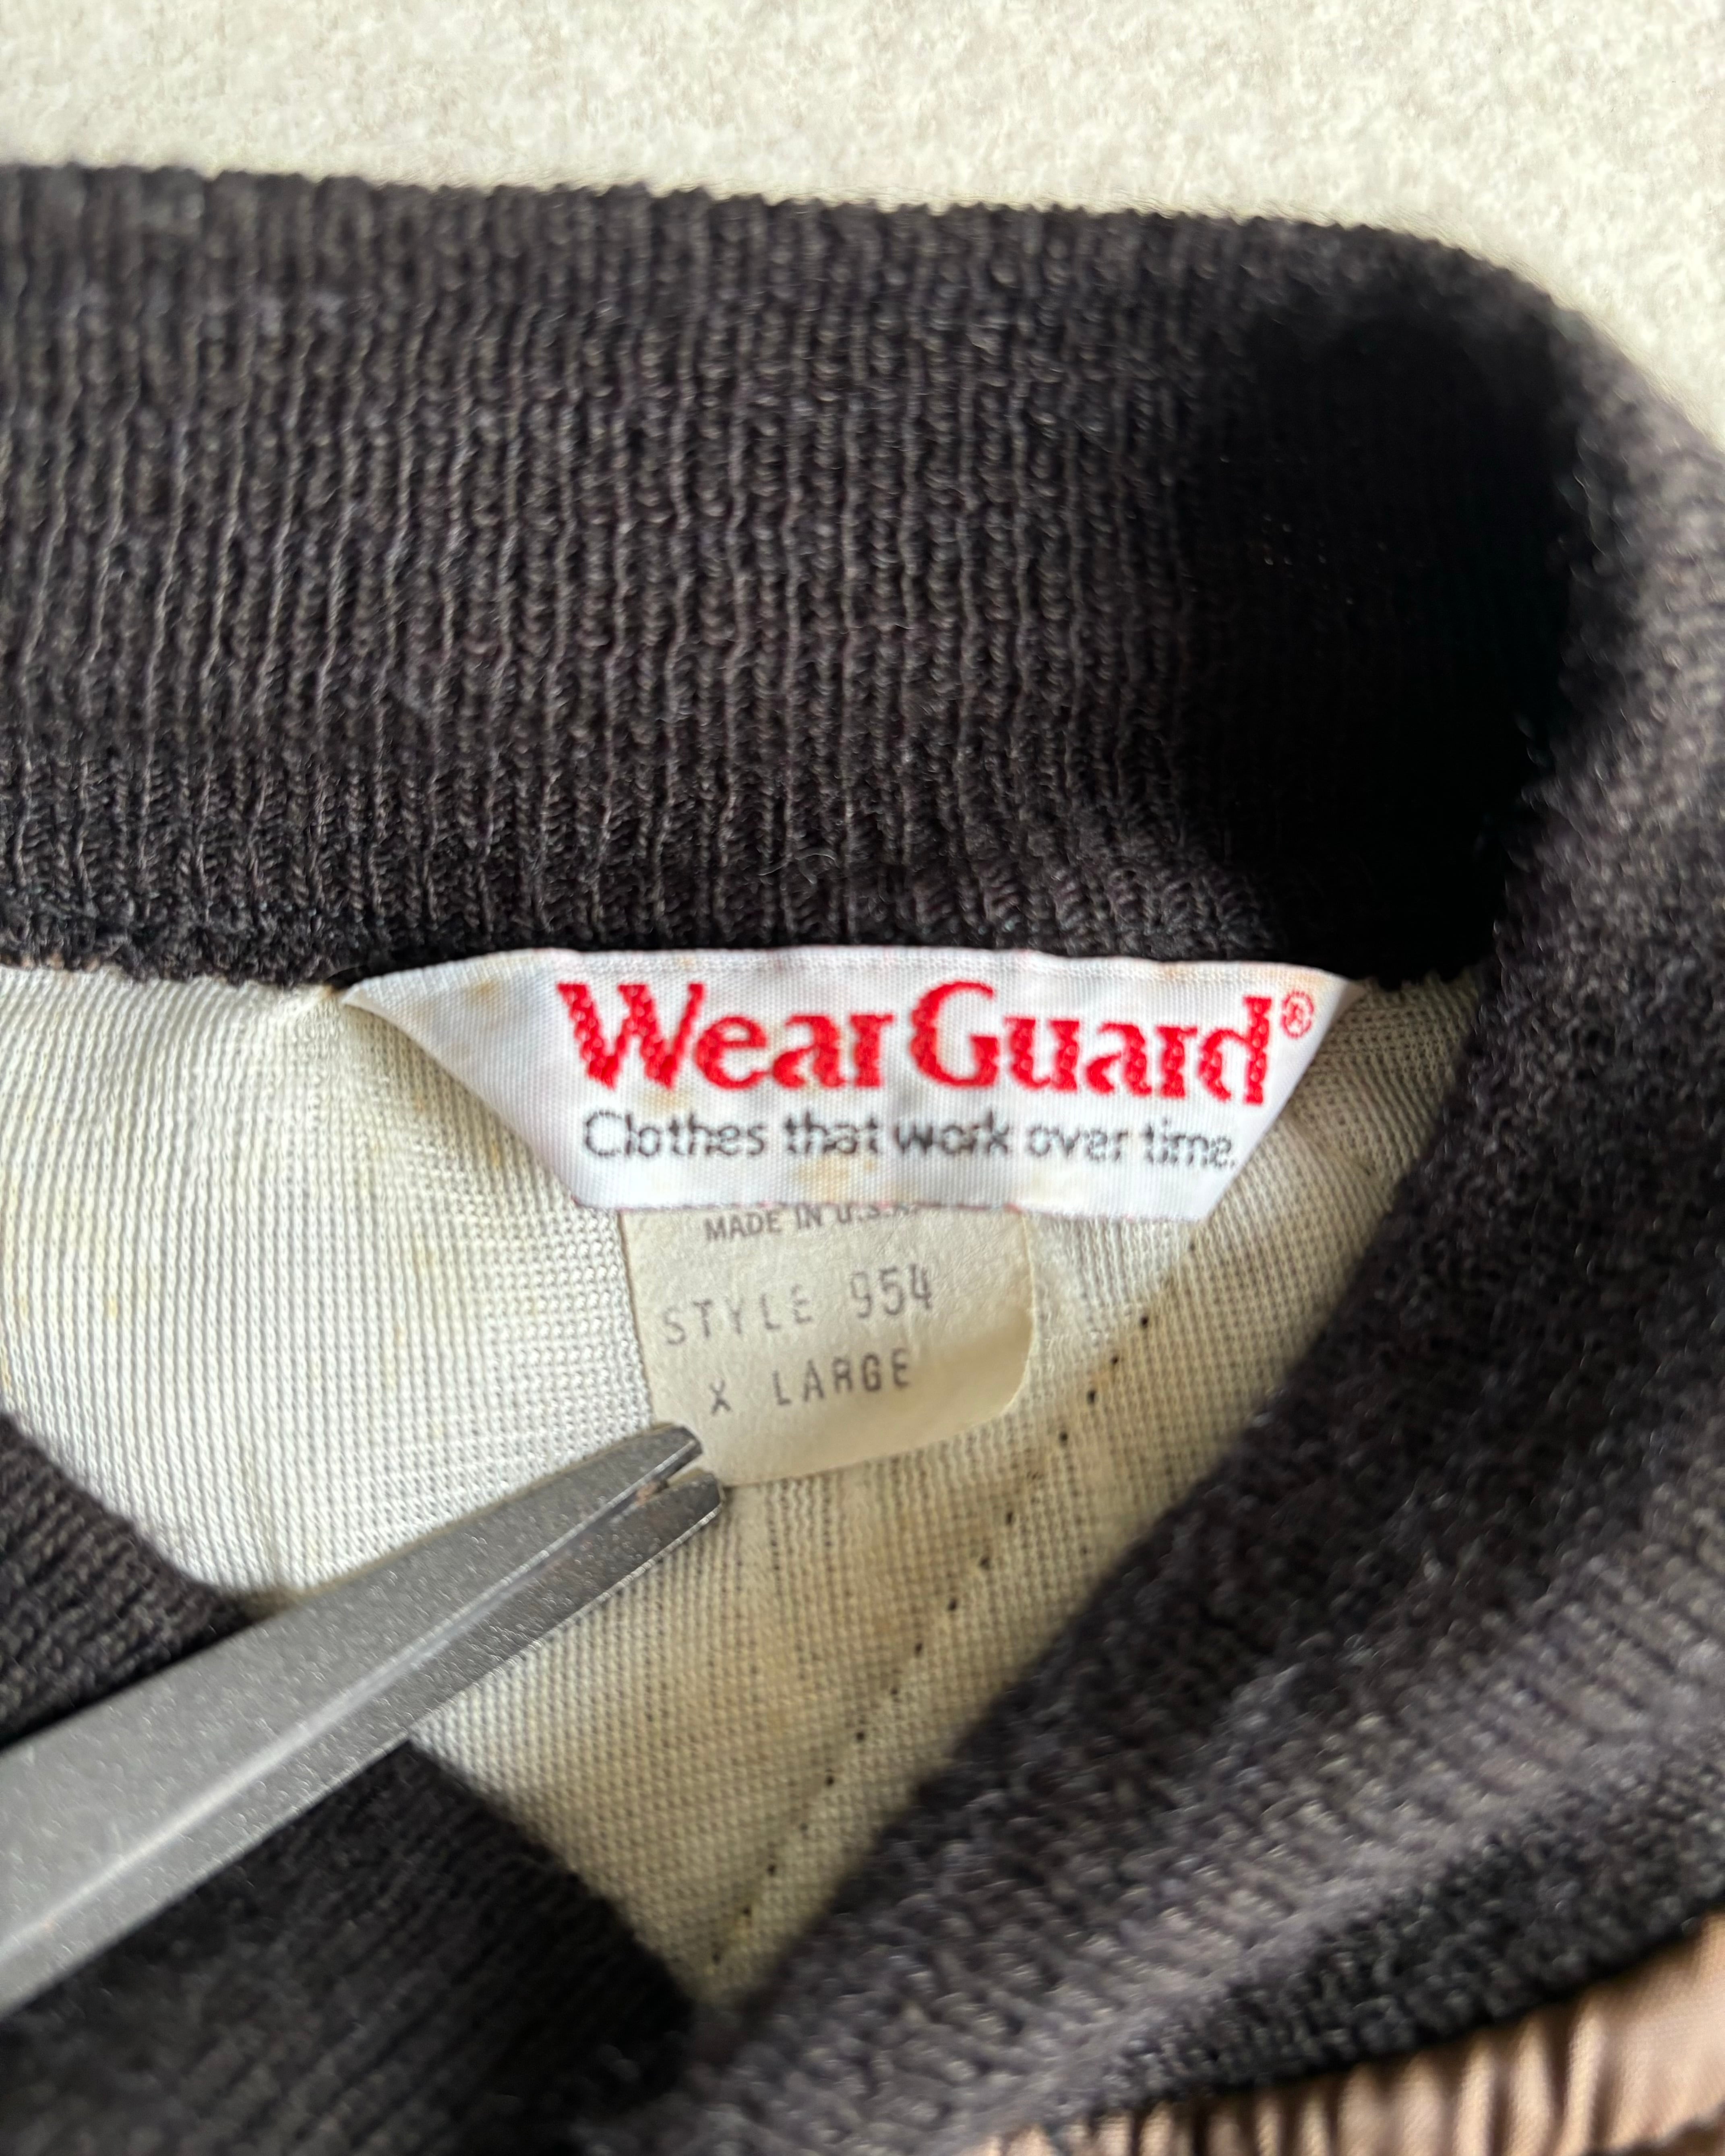 WearGuard®
Clothes that work over time.
MADE IN U.S.A.
STYLE 954
X LARGE